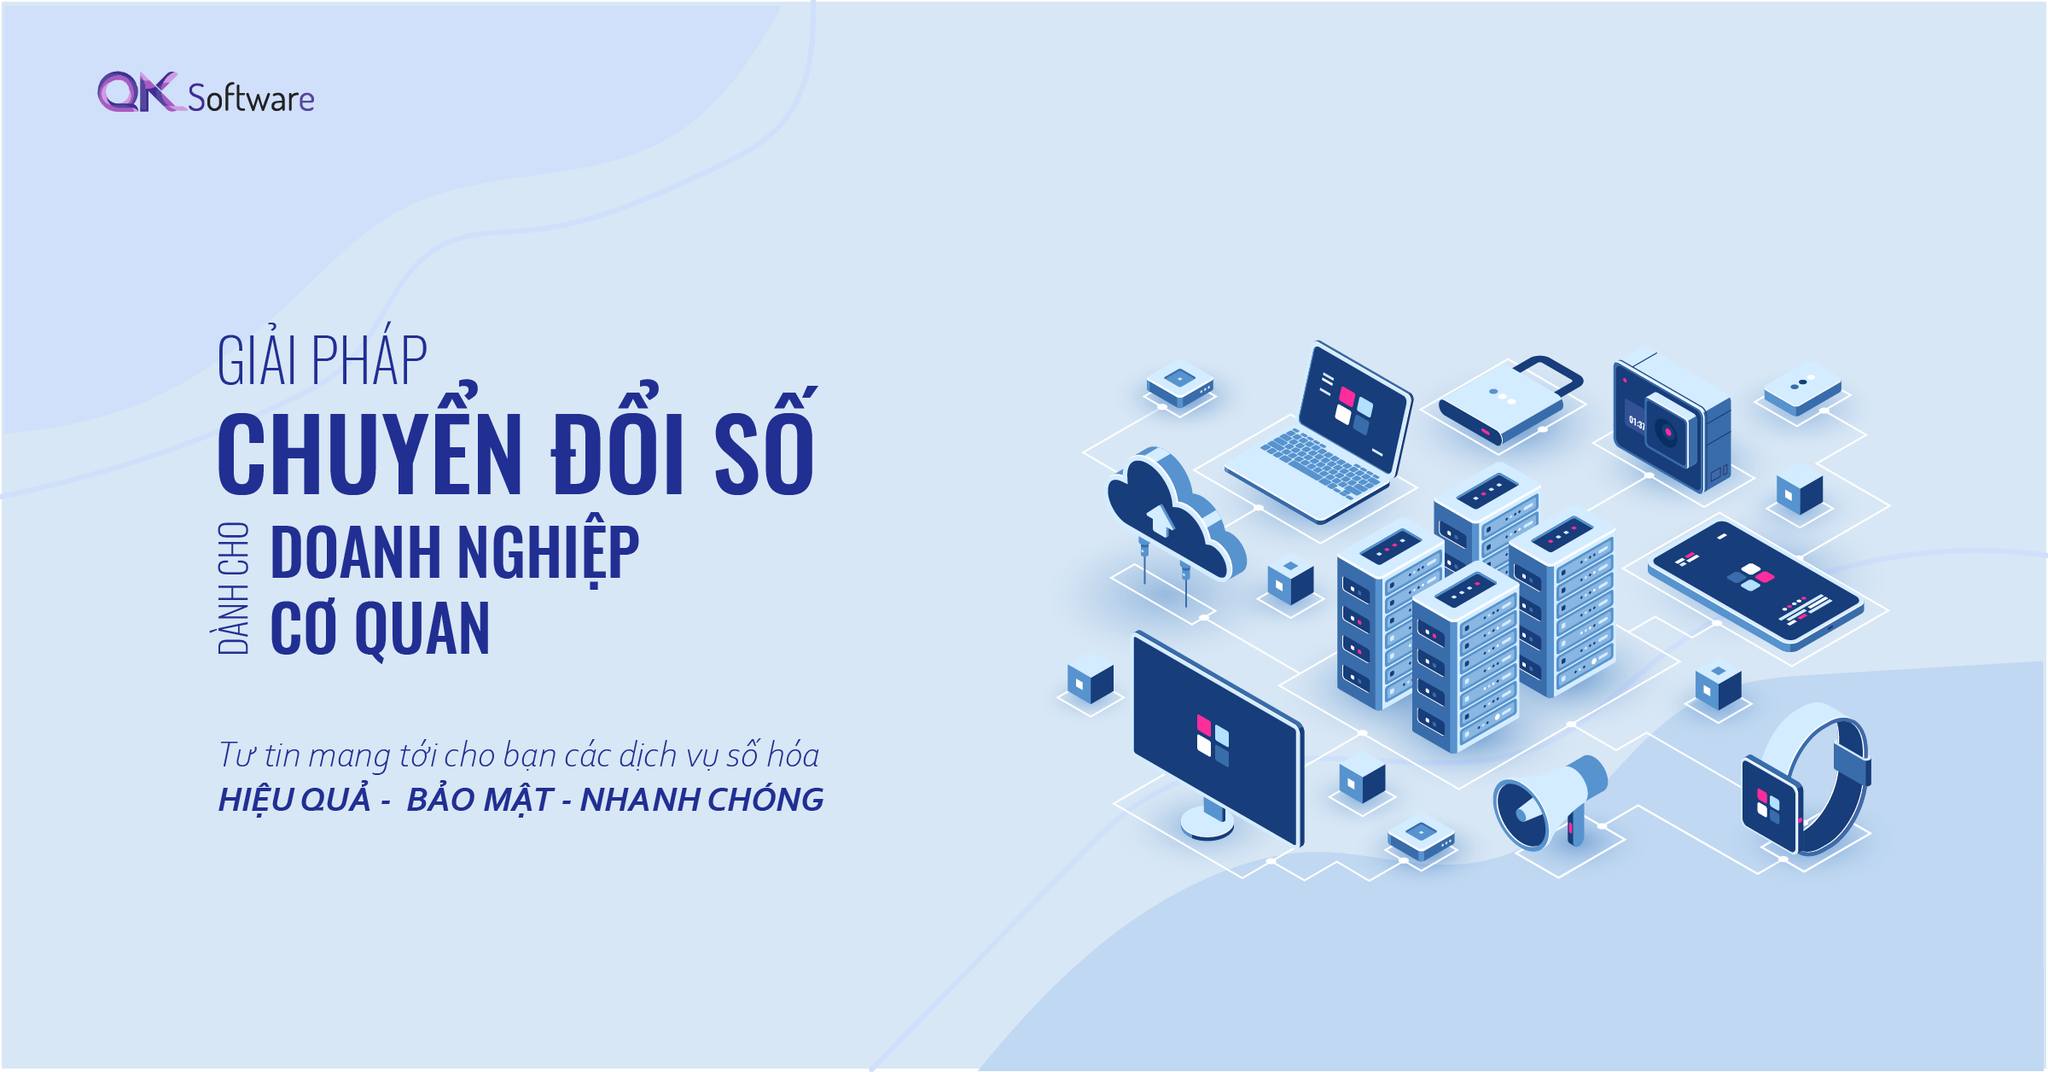 QK Software
GIẢI PHÁP
CHUYỂN ĐỔI SỐ
DÀNH CHO
DOANH NGHIỆP
CƠ QUAN
Tự tin mang tới cho bạn các dịch vụ số hóa
HIỆU QUẢ - BẢO MẬT - NHANH CHÓNG
01:37